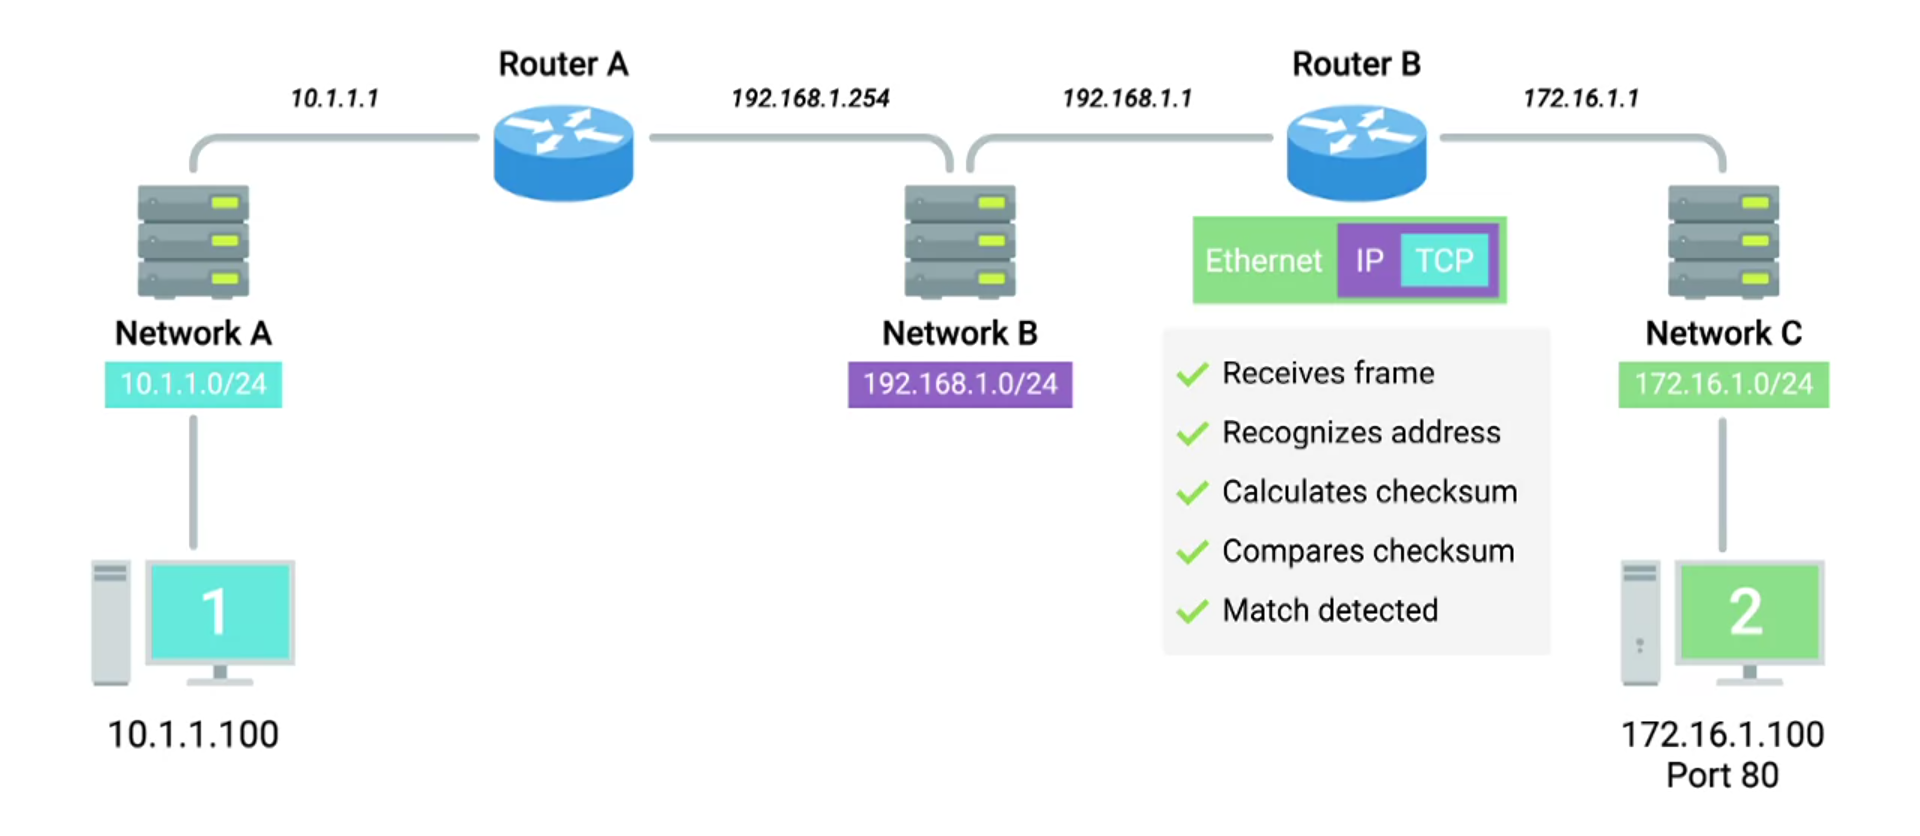 Router A
Router B
10.1.1.1
192.168.1.254
192.168.1.1
172.16.1.1
Ethernet IP TCP
Network A
Network B
Network C
10.1.1.0/24
192.168.1.0/24
172.16.1.0/24
Receives frame
Recognizes address
Calculates checksum
Compares checksum
Match detected
1
2
10.1.1.100
172.16.1.100
Port 80